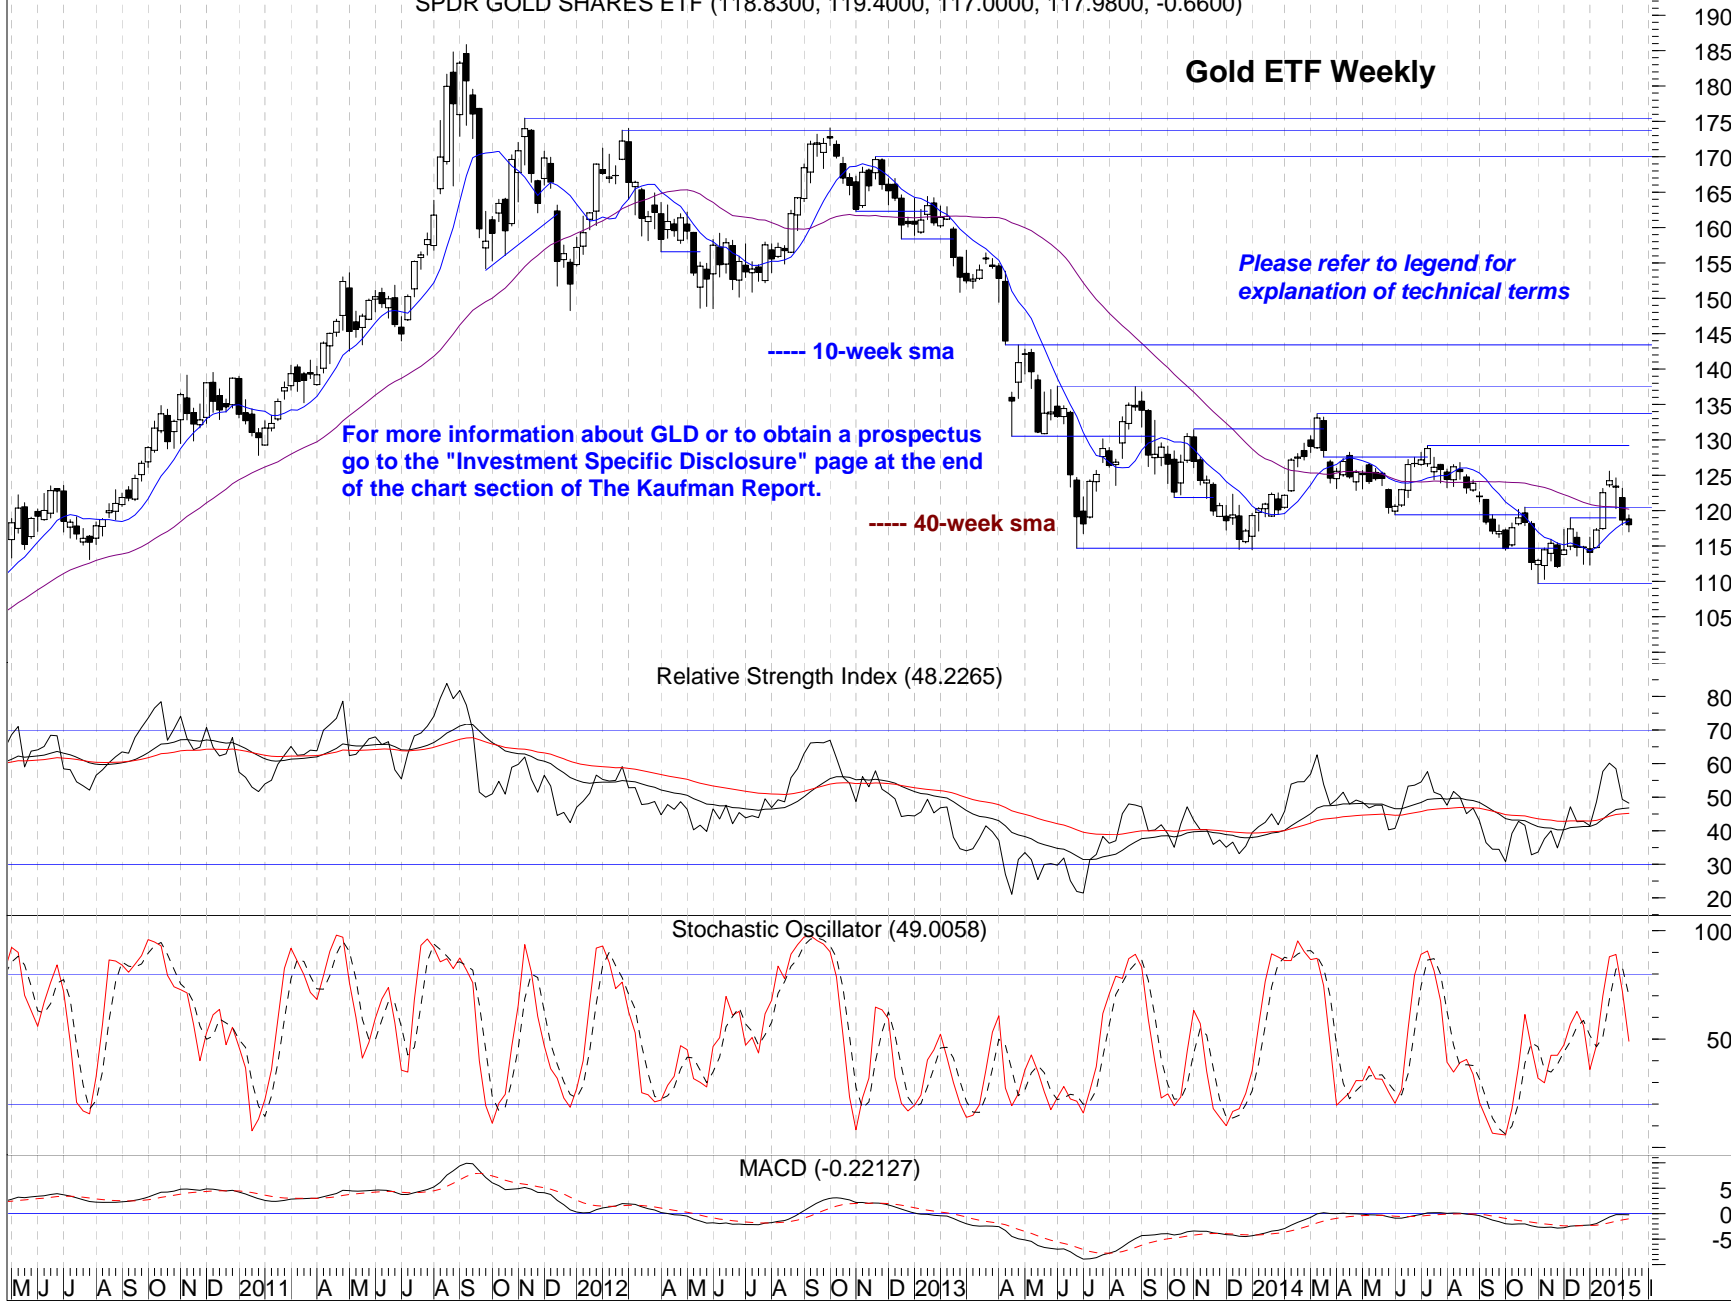 SPDR GOLD SHARES ETF (118.8300, 119.4000, 117.0000, 117.9800, -0.6600)
Gold ETF Weekly
190
185
180
175
170
165
160
155
150
145
140
135
130
125
120
115
110
105
Please refer to legend for
explanation of technical terms
----- 10-week sma
For more information about GLD or to obtain a prospectus
go to the "Investment Specific Disclosure" page at the end
of the chart section of The Kaufman Report.
----- 40-week sma
Relative Strength Index (48.2265)
80
70
60
50
40
30
20
Stochastic Oscillator (49.0058)
100
50
MACD (-0.22127)
5
0
-5
M J J A S O N D 2011 A M J J A S O N D 2012 A M J J A S O N D 2013 A M J J A S O N D 2014 M A M J J A S O N D 2015